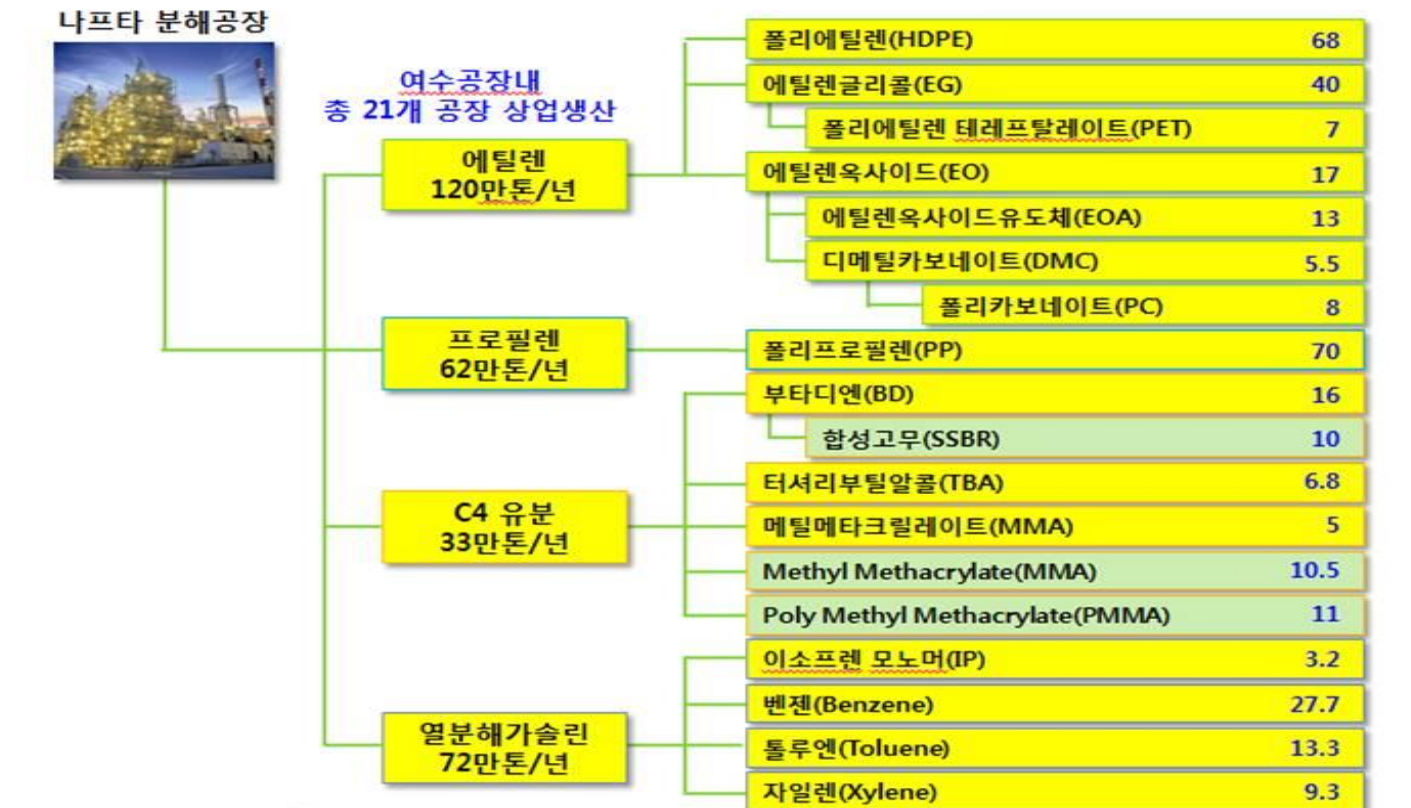 나프타 분해공장
여수공장내
총 21개 공장 상업생산
에틸렌
120만톤/년
폴리에틸렌(HDPE) 68
에틸렌글리콜(EG) 40
폴리에틸렌 테레프탈레이트(PET) 7
에틸렌옥사이드(EO) 17
에틸렌옥사이드유도체(EOA) 13
디메틸카보네이트(DMC) 5.5
폴리카보네이트(PC) 8
프로필렌
62만톤/년
폴리프로필렌(PP) 70
C4 유분
33만톤/년
부타디엔(BD) 16
합성고무(SSBR) 10
터셔리부틸알콜(TBA) 6.8
메틸메타크릴레이트(MMA) 5
Methyl Methacrylate(MMA) 10.5
Poly Methyl Methacrylate(PMMA) 11
열분해가솔린
72만톤/년
이소프렌 모노머(IP) 3.2
벤젠(Benzene) 27.7
톨루엔(Toluene) 13.3
자일렌(Xylene) 9.3